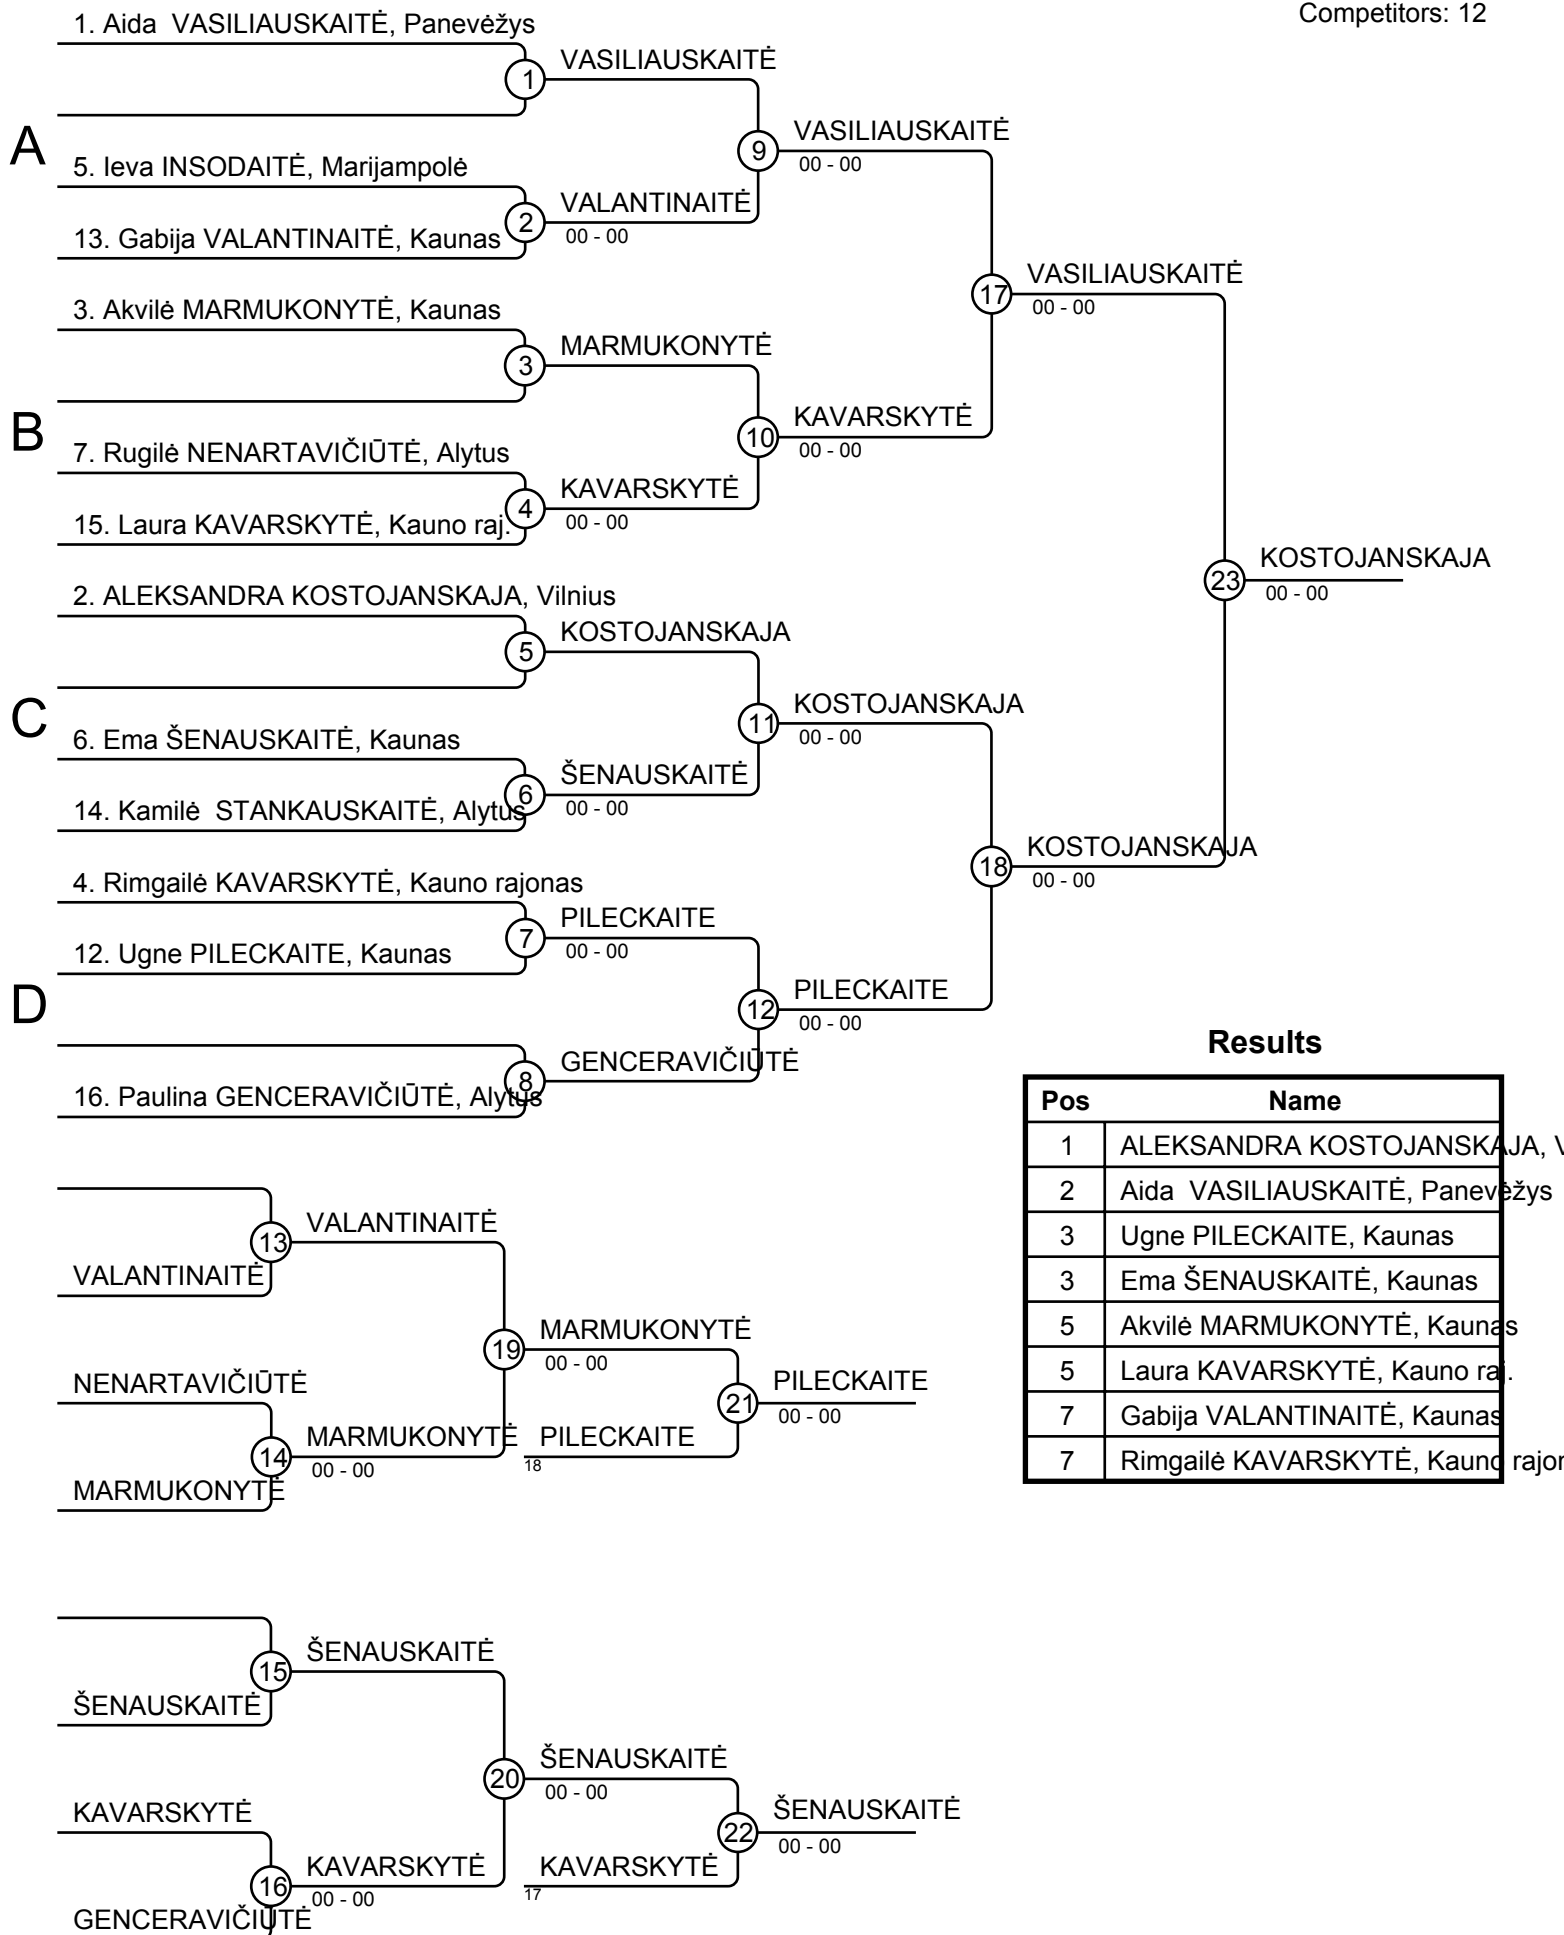 Competitors: 12
1. Aida  VASILIAUSKAITĖ, Panevėžys
1
VASILIAUSKAITĖ
A
9
VASILIAUSKAITĖ
00 - 00
5. Ieva INSODAITĖ, Marijampolė
2
VALANTINAITĖ
00 - 00
13. Gabija VALANTINAITĖ, Kaunas
17
VASILIAUSKAITĖ
00 - 00
3. Akvilė MARMUKONYTĖ, Kaunas
3
MARMUKONYTĖ
B
10
KAVARSKYTĖ
00 - 00
7. Rugilė NENARTAVIČIŪTĖ, Alytus
4
KAVARSKYTĖ
00 - 00
15. Laura KAVARSKYTĖ, Kauno raj.
23
KOSTOJANSKAJA
00 - 00
2. ALEKSANDRA KOSTOJANSKAJA, Vilnius
5
KOSTOJANSKAJA
C
11
KOSTOJANSKAJA
00 - 00
6. Ema ŠENAUSKAITĖ, Kaunas
6
ŠENAUSKAITĖ
00 - 00
14. Kamilė  STANKAUSKAITĖ, Alytus
18
KOSTOJANSKAJA
00 - 00
4. Rimgailė KAVARSKYTĖ, Kauno rajonas
7
PILECKAITE
00 - 00
12. Ugne PILECKAITE, Kaunas
D
12
PILECKAITE
00 - 00
8
GENCERAVIČIŪTĖ
16. Paulina GENCERAVIČIŪTĖ, Alytus
Results
Pos Name
1 ALEKSANDRA KOSTOJANSKAJA, V
2 Aida  VASILIAUSKAITĖ, Panevėžys
3 Ugne PILECKAITE, Kaunas
3 Ema ŠENAUSKAITĖ, Kaunas
5 Akvilė MARMUKONYTĖ, Kaunas
5 Laura KAVARSKYTĖ, Kauno raj.
7 Gabija VALANTINAITĖ, Kaunas
7 Rimgailė KAVARSKYTĖ, Kauno rajon
13
VALANTINAITĖ
VALANTINAITĖ
19
MARMUKONYTĖ
00 - 00
NENARTAVIČIŪTĖ
14
MARMUKONYTĖ
00 - 00
MARMUKONYTĖ
21
PILECKAITE
00 - 00
PILECKAITE
18
15
ŠENAUSKAITĖ
ŠENAUSKAITĖ
20
ŠENAUSKAITĖ
00 - 00
KAVARSKYTĖ
16
KAVARSKYTĖ
00 - 00
GENCERAVIČIŪTĖ
22
ŠENAUSKAITĖ
00 - 00
KAVARSKYTĖ
17